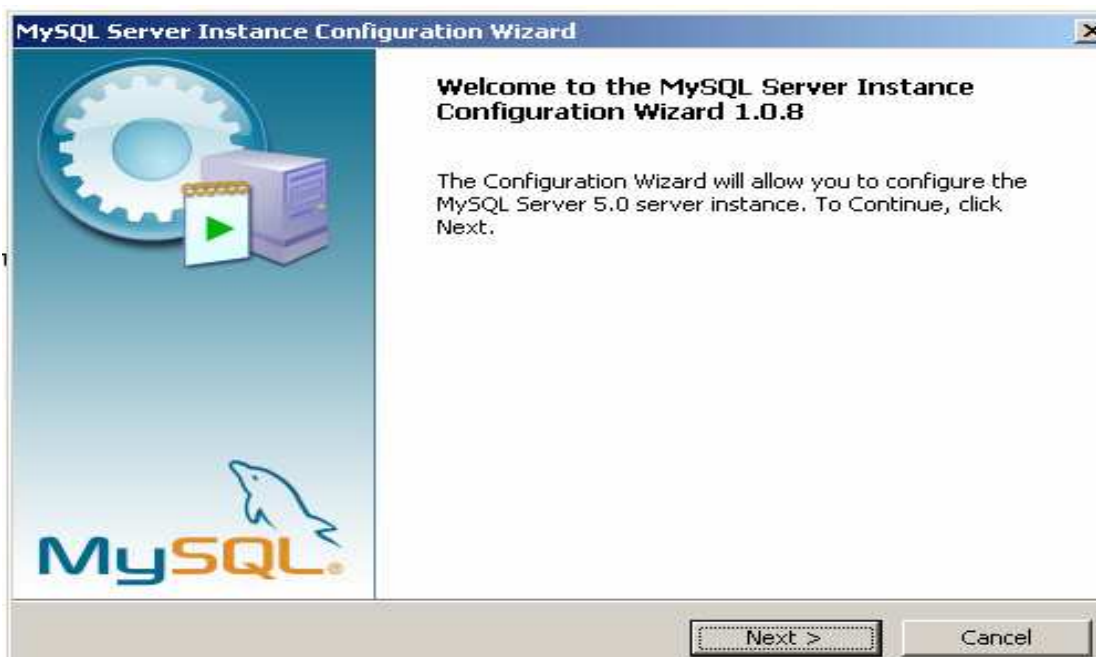 MySQL Server Instance Configuration Wizard
Welcome to the MySQL Server Instance
Configuration Wizard 1.0.8
The Configuration Wizard will allow you to configure the
MySQL Server 5.0 server instance. To Continue, click
Next.
MySQL®
Next >
Cancel